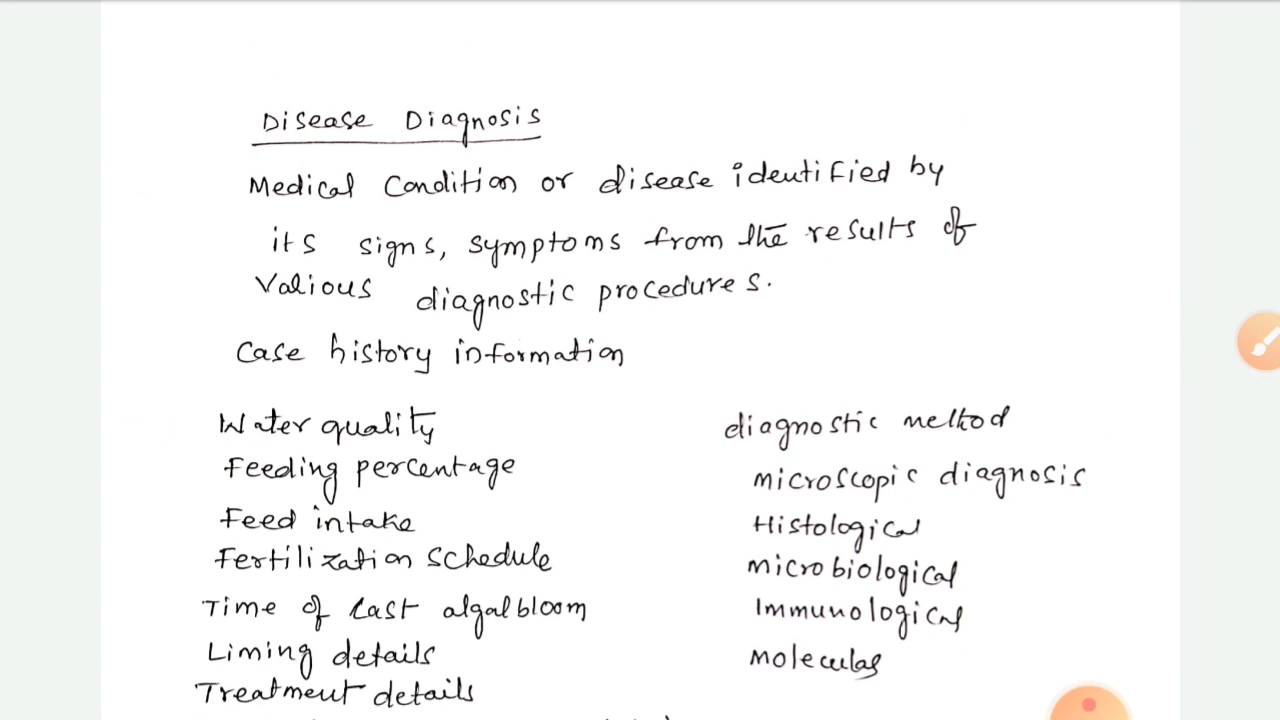 Disease Diagnosis
Medical Condition or disease identified by
its signs, symptoms from the results of
Various diagnostic procedures.
Case history information
Water quality
Feeding percentage
Feed intake
Fertilization schedule
Time of last algal bloom
Liming details
Treatment details
diagnostic method
microscopic diagnosis
Histological
microbiological
Immunological
molecular